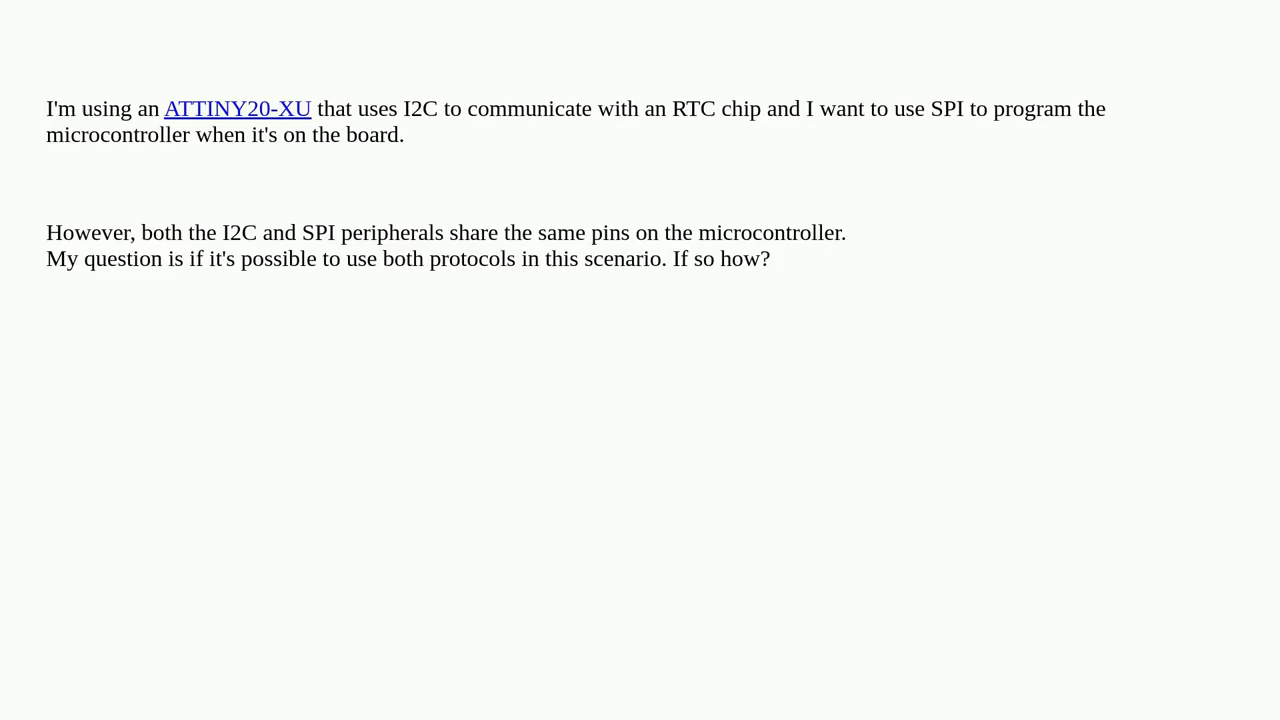 I'm using an ATTINY20-XU that uses I2C to communicate with an RTC chip and I want to use SPI to program the
microcontroller when it's on the board.
However, both the I2C and SPI peripherals share the same pins on the microcontroller.
My question is if it's possible to use both protocols in this scenario. If so how?